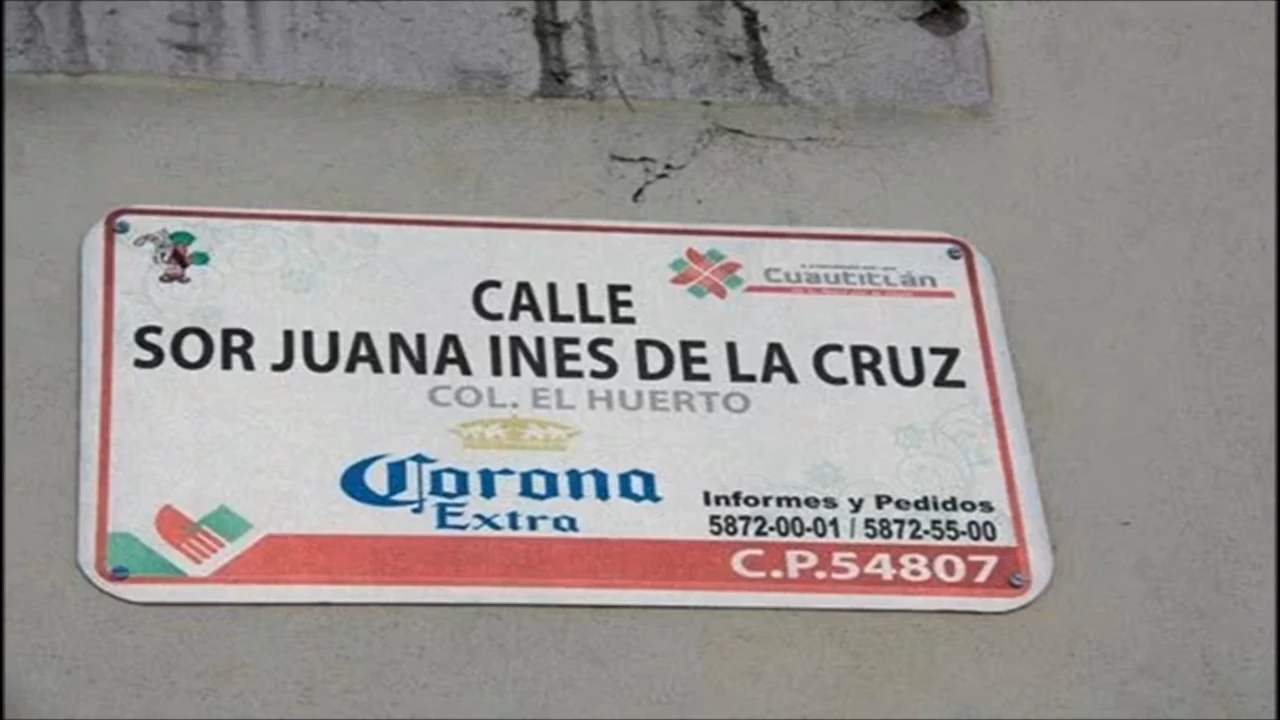 Cuautitlán
CALLE
SOR JUANA INES DE LA CRUZ
COL. EL HUERTO
Corona
Extra
Informes y Pedidos
5872-00-01 / 5872-55-00
C.P.54807